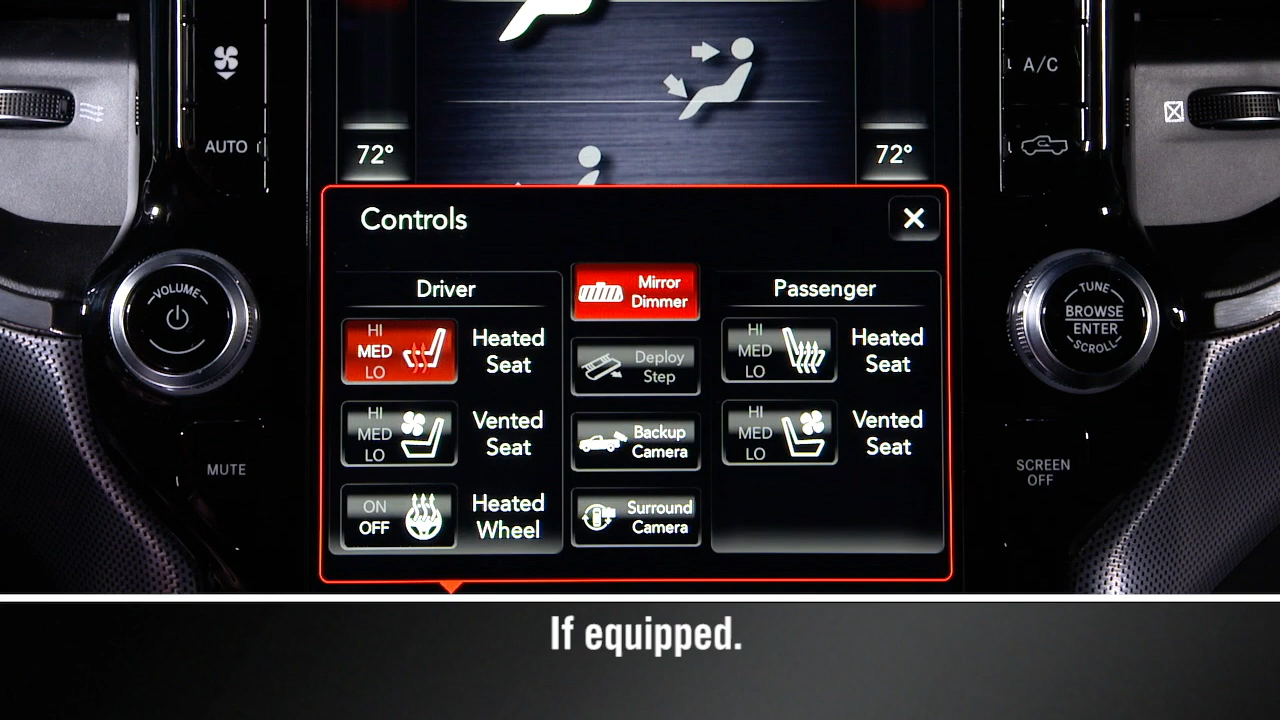 A/C
AUTO
72°
72°
Controls
Driver
HI
MED
LO
Heated
Seat
HI
MED
LO
Vented
Seat
ON
OFF
Heated
Wheel
Mirror
Dimmer
Deploy
Step
Backup
Camera
Surround
Camera
Passenger
HI
MED
LO
Heated
Seat
HI
MED
LO
Vented
Seat
VOLUME
MUTE
TUNE
BROWSE
ENTER
SCROLL
SCREEN
OFF
If equipped.